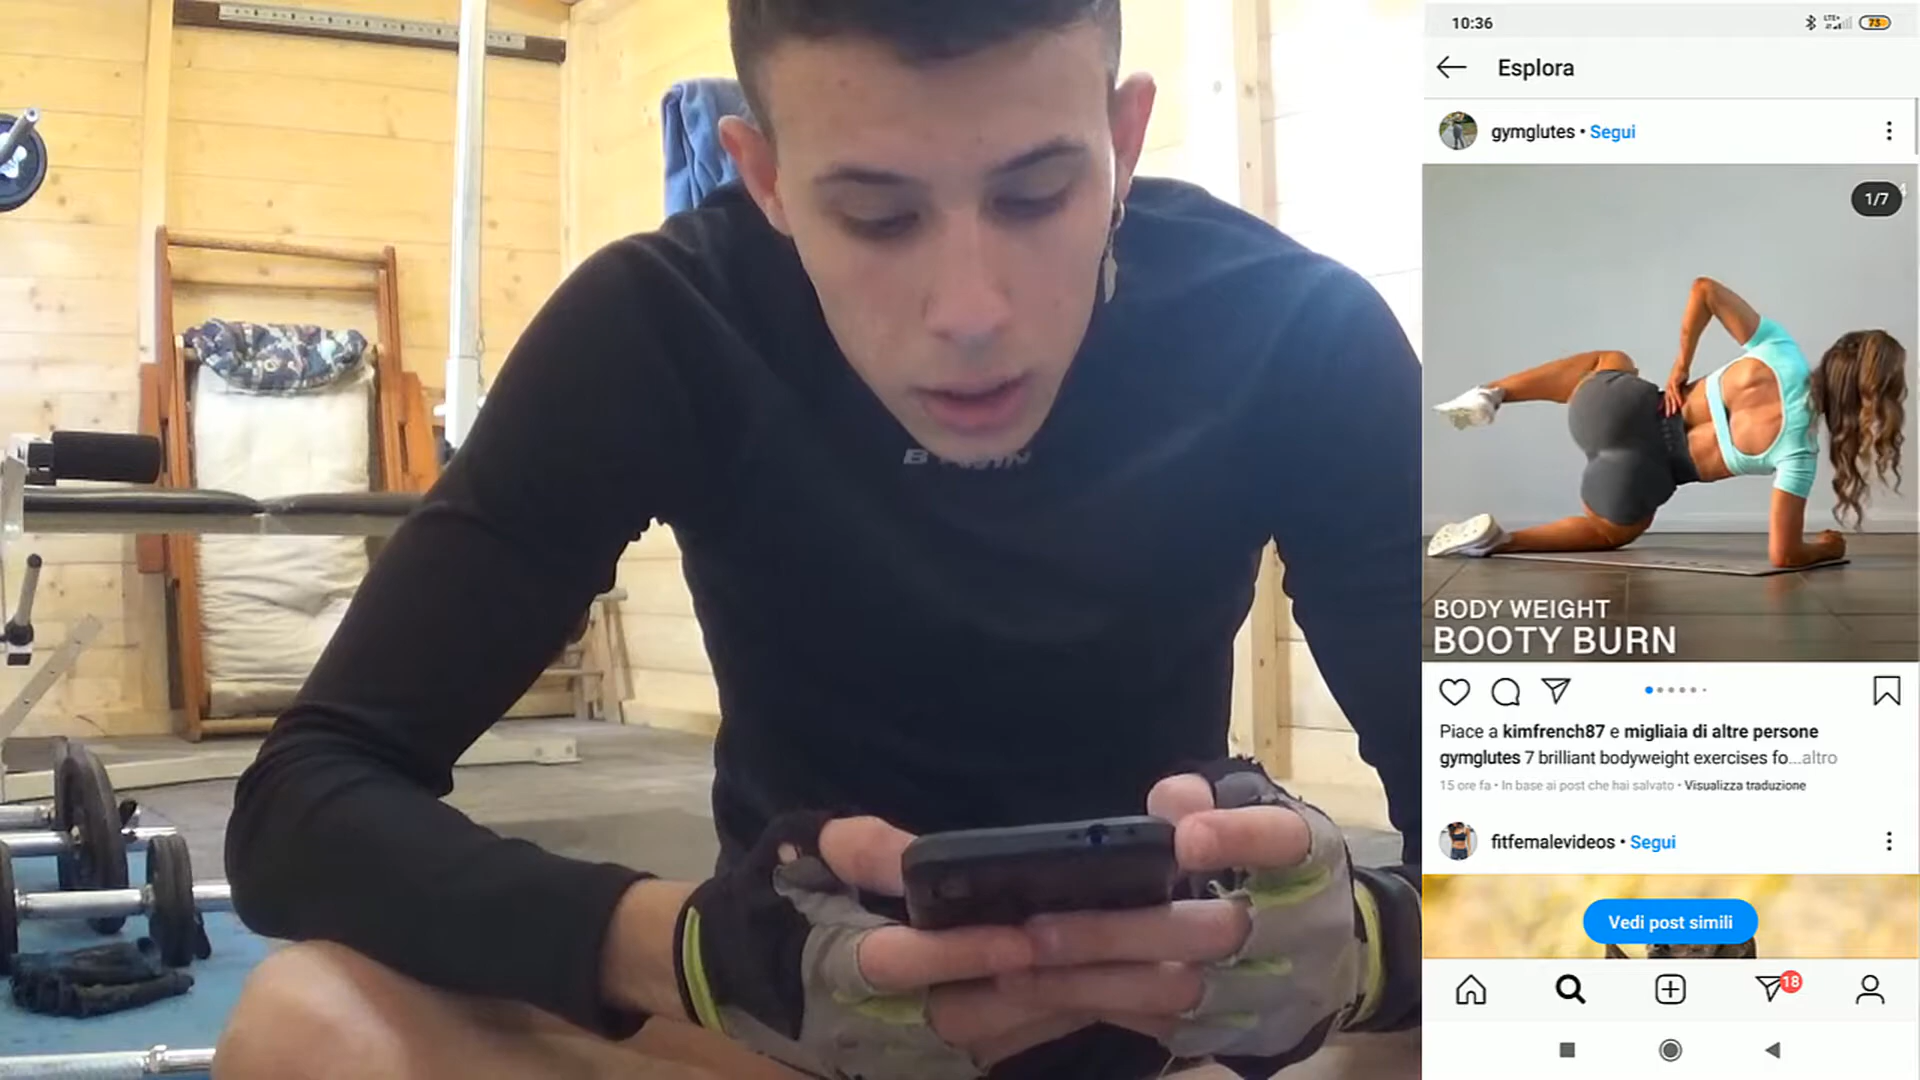 10:36
LTE+
73
Esplora
gymglutes • Segui
1/7
BODY WEIGHT
BOOTY BURN
Piace a kimfrench87 e migliaia di altre persone
gymglutes 7 brilliant bodyweight exercises fo...altro
15 ore fa • In base ai post che hai salvato • Visualizza traduzione
fitfemalevideos • Segui
Vedi post simili
18